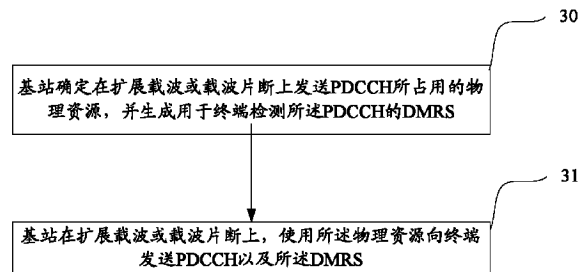 30
基站确定在扩展载波或载波片断上发送PDCCH所占用的物
理资源，并生成用于终端检测所述PDCCH的DMRS
31
基站在扩展载波或载波片断上，使用所述物理资源向终端
发送PDCCH以及所述DMRS